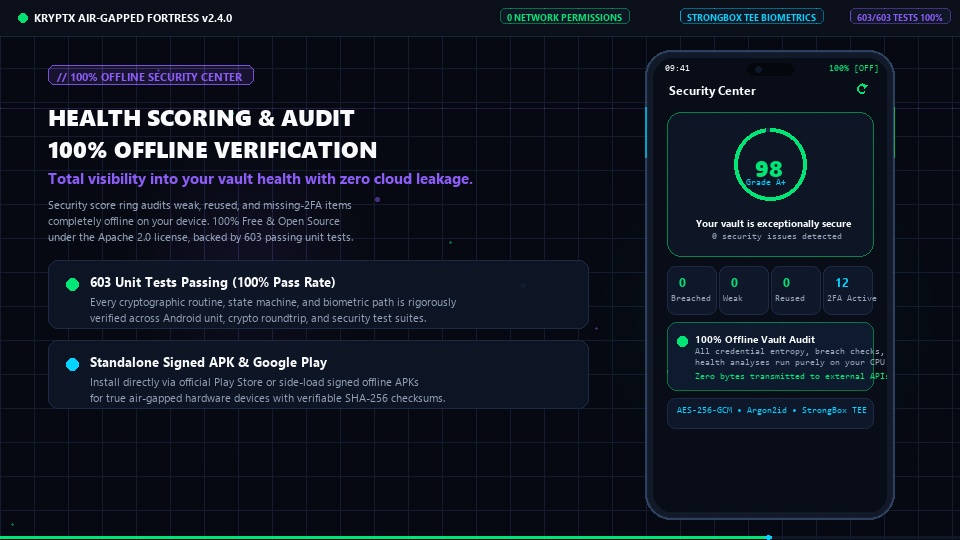 KRYPTX AIR-GAPPED FORTRESS v2.4.0
0 NETWORK PERMISSIONS
STRONGBOX TEE BIOMETRICS
603/603 TESTS 100%
// 100% OFFLINE SECURITY CENTER
HEALTH SCORING & AUDIT
100% OFFLINE VERIFICATION
Total visibility into your vault health with zero cloud leakage.
Security score ring audits weak, reused, and missing-2FA items
completely offline on your device. 100% Free & Open Source
under the Apache 2.0 license, backed by 603 passing unit tests.
603 Unit Tests Passing (100% Pass Rate)
Every cryptographic routine, state machine, and biometric path is rigorously
verified across Android unit, crypto roundtrip, and security test suites.
Standalone Signed APK & Google Play
Install directly via official Play Store or side-load signed offline APKs
for true air-gapped hardware devices with verifiable SHA-256 checksums.
09:41
100% [OFF]
Security Center
98
Grade A+
Your vault is exceptionally secure
0 security issues detected
0
Breached
0
Weak
0
Reused
12
2FA Active
100% Offline Vault Audit
All credential entropy, breach checks,
health analyses run purely on your CPU
Zero bytes transmitted to external APIs
AES-256-GCM • Argon2id • StrongBox TEE